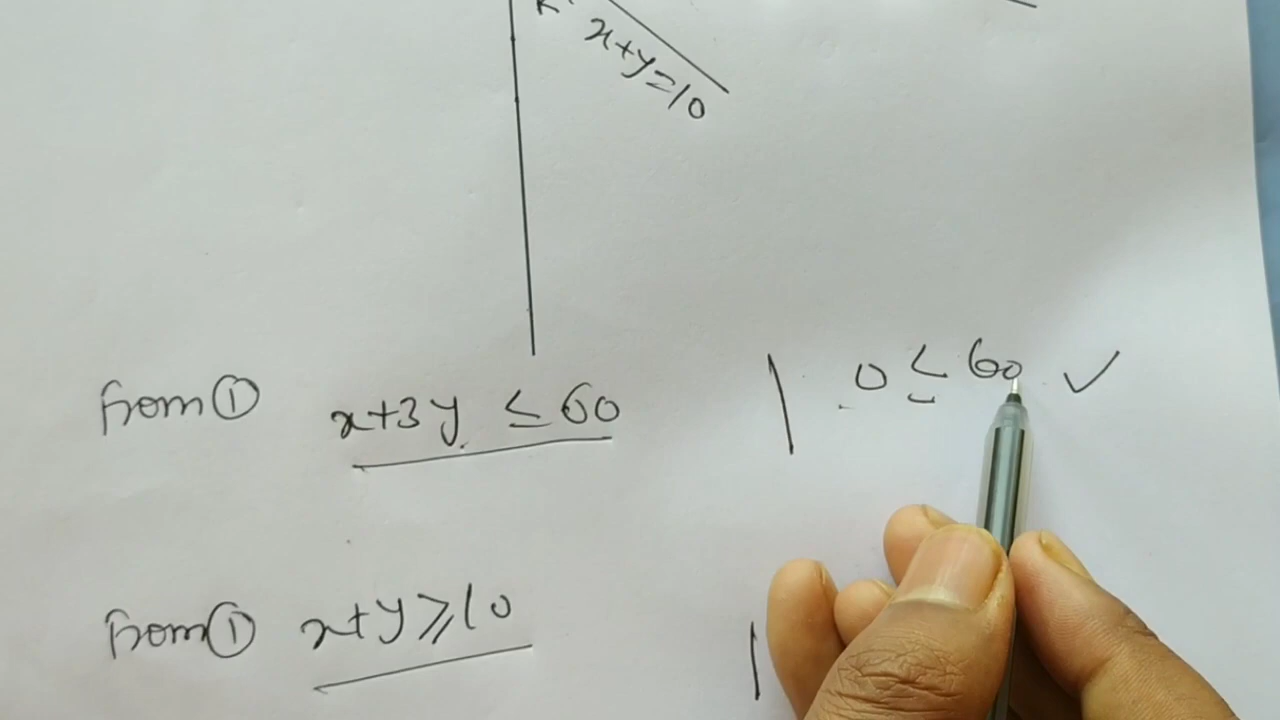 x+y=10
from ① x+3y ≤ 60 | 0 ≤ 60 ✓
from ① x+y ≥ 10 |